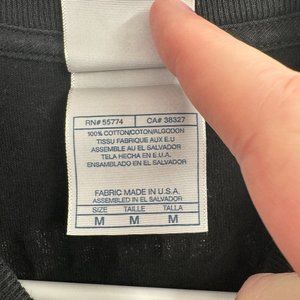 RN# 55774 CA# 38327
100% COTTON/COTON/ALGODON
TISSU FABRIQUE AUX E.U
ASSEMBLE AU EL SALVADOR
TELA HECHA EN E.U.A.
ENSAMBLADO EN EL SALVADOR
FABRIC MADE IN U.S.A.
ASSEMBLED IN EL SALVADOR
SIZE TAILLE TALLA
M M M